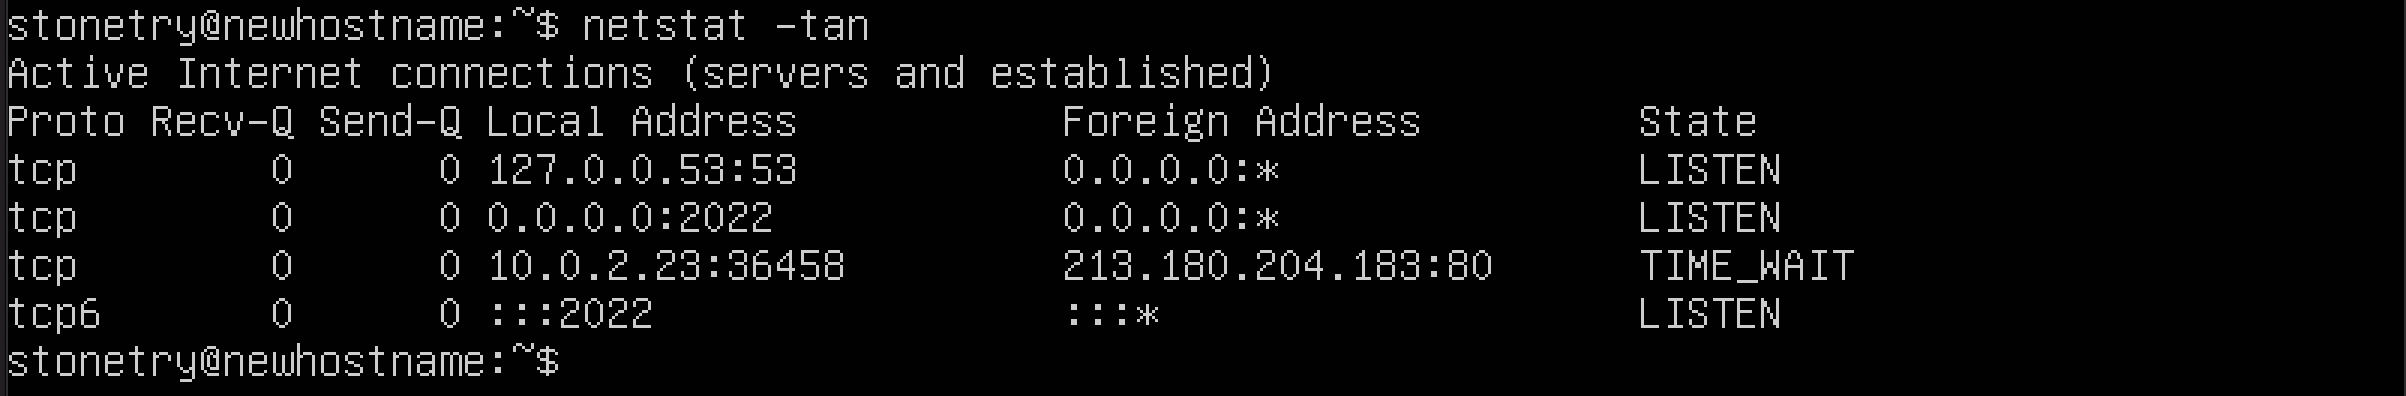 stonetry@newhostname:~$ netstat -tan
Active Internet connections (servers and established)
Proto Recv-Q Send-Q Local Address           Foreign Address         State
tcp        0      0 127.0.0.53:53           0.0.0.0:*               LISTEN
tcp        0      0 0.0.0.0:2022            0.0.0.0:*               LISTEN
tcp        0      0 10.0.2.23:36458         213.180.204.183:80      TIME_WAIT
tcp6       0      0 :::2022                 :::*                    LISTEN
stonetry@newhostname:~$